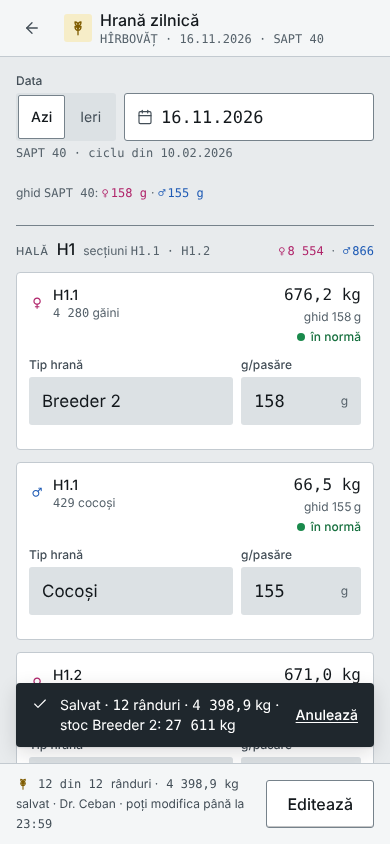 Hrană zilnică
HÎRBOVĂȚ · 16.11.2026 · SAPT 40
Data
Azi Ieri 16.11.2026
SAPT 40 · ciclu din 10.02.2026
ghid SAPT 40: ♀158 g · ♂155 g
HALĂ H1 secțiuni H1.1 · H1.2 ♀8 554 · ♂866
♀ H1.1 676,2 kg
4 280 găini ghid 158 g
în normă
Tip hrană g/pasăre
Breeder 2 158 g
♂ H1.1 66,5 kg
429 cocoși ghid 155 g
în normă
Tip hrană g/pasăre
Cocoși 155 g
♀ H1.2 671,0 kg
Salvat · 12 rânduri · 4 398,9 kg ·
stoc Breeder 2: 27 611 kg
Anulează
Tip hrană g/pasăre
12 din 12 rânduri · 4 398,9 kg
salvat · Dr. Ceban · poți modifica până la
23:59
Editează